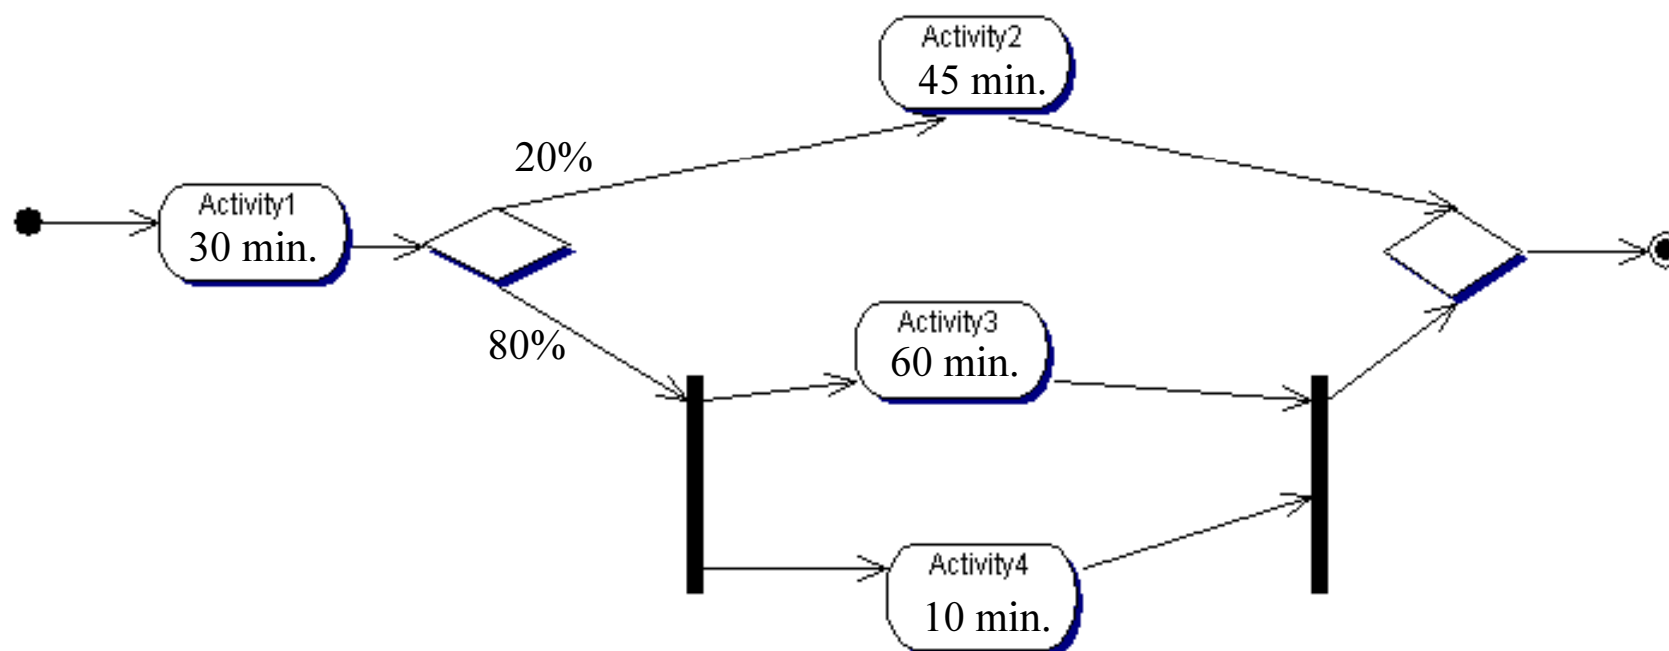 Activity2
45 min.
20%
Activity1
30 min.
80%
Activity3
60 min.
Activity4
10 min.